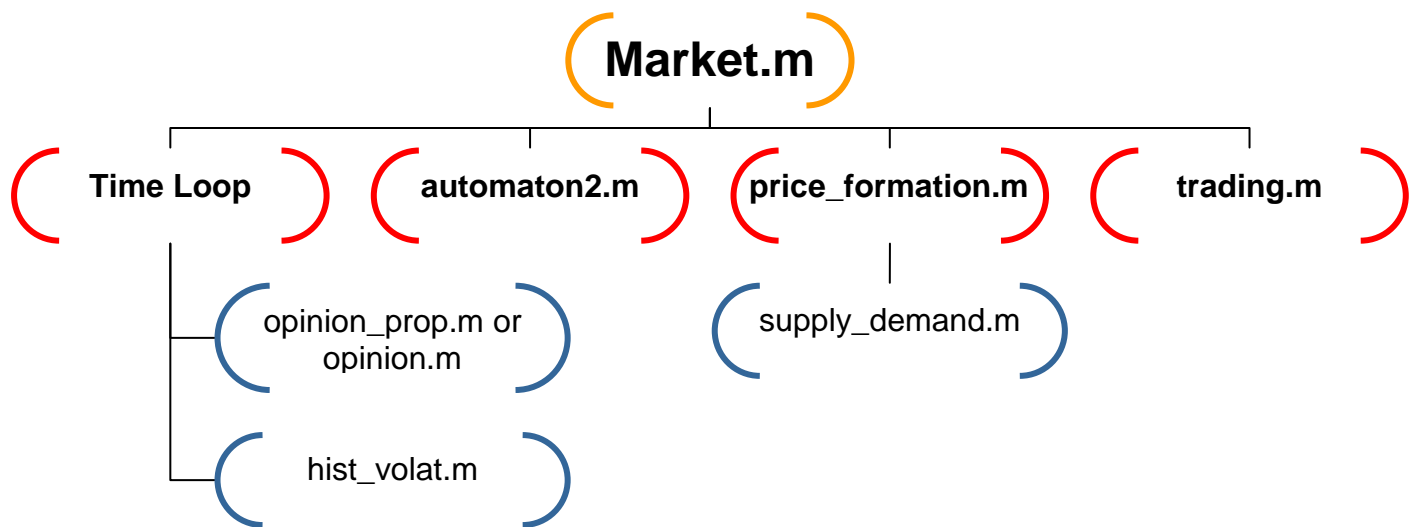 Market.m
Time Loop
automaton2.m
price_formation.m
trading.m
opinion_prop.m or
opinion.m
supply_demand.m
hist_volat.m